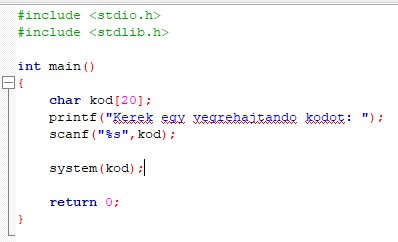 #include <stdio.h>
#include <stdlib.h>
int main()
{
char kod[20];
printf("Kerek egy vegrehajtando kodot: ");
scanf("%s",kod);
system(kod);
return 0;
}